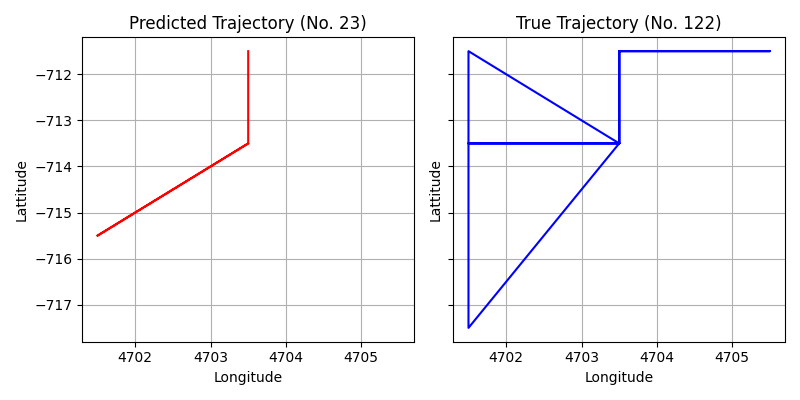 Predicted Trajectory (No. 23)
True Trajectory (No. 122)
Lattitude
−712
−713
−714
−715
−716
−717
4702
4703
4704
4705
Longitude
Lattitude
4702
4703
4704
4705
Longitude